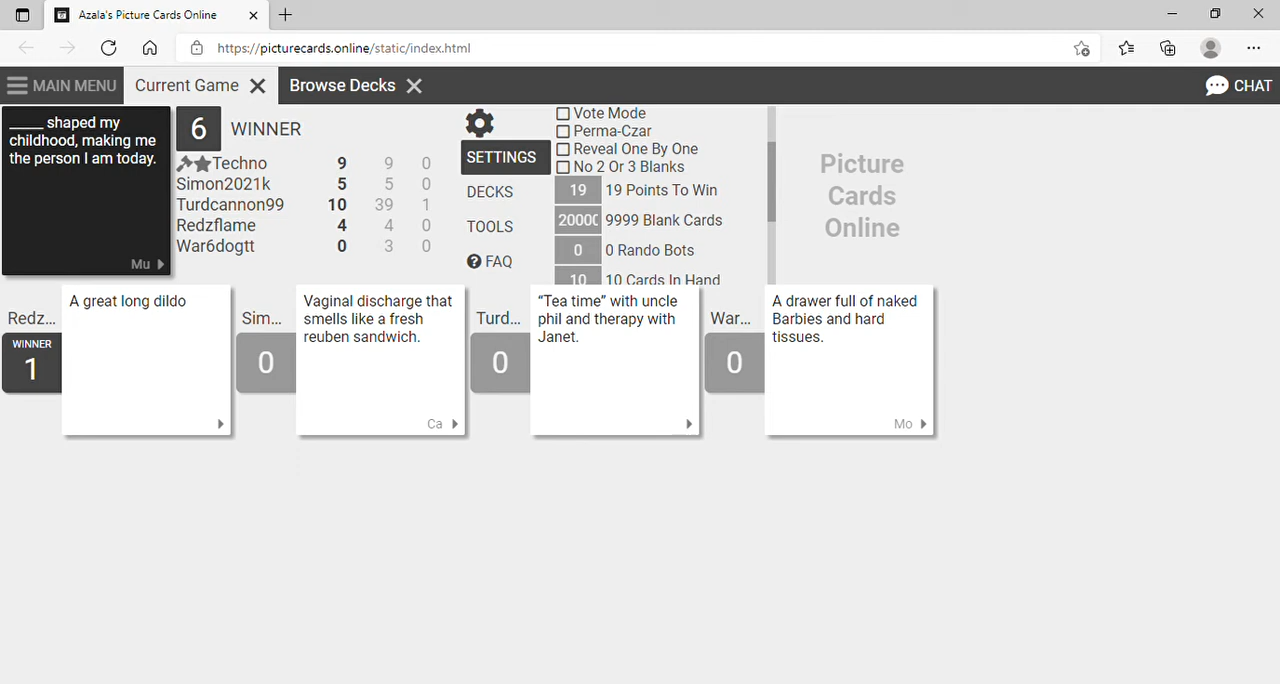 Azala's Picture Cards Online
https://picturecards.online/static/index.html
MAIN MENU
Current Game
Browse Decks
CHAT
_____ shaped my
childhood, making me
the person I am today.
Mu
6 WINNER
Techno 9 9 0
Simon2021k 5 5 0
Turdcannon99 10 39 1
Redzflame 4 4 0
War6dogtt 0 3 0
SETTINGS
DECKS
TOOLS
FAQ
Vote Mode
Perma-Czar
Reveal One By One
No 2 Or 3 Blanks
19 19 Points To Win
20000 9999 Blank Cards
0 0 Rando Bots
10 10 Cards In Hand
Picture
Cards
Online
Redz...
WINNER
1
A great long dildo
Sim...
0
Vaginal discharge that
smells like a fresh
reuben sandwich.
Ca
Turd...
0
“Tea time” with uncle
phil and therapy with
Janet.
War...
0
A drawer full of naked
Barbies and hard
tissues.
Mo